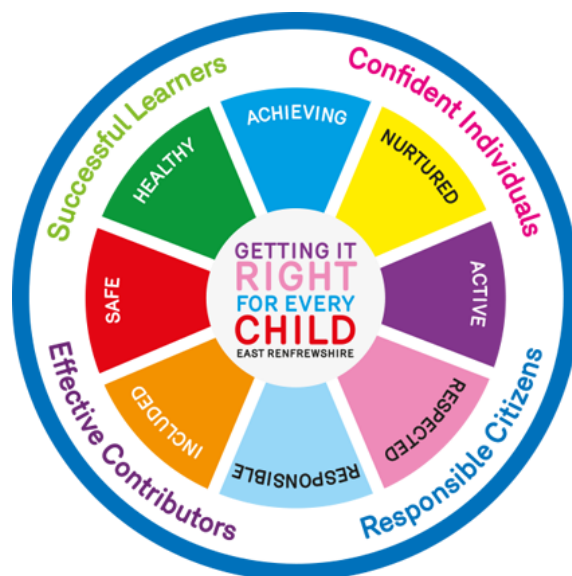 Successful Learners
Confident Individuals
ACHIEVING
HEALTHY
NURTURED
SAFE
GETTING IT
RIGHT
FOR EVERY
CHILD
EAST RENFREWSHIRE
ACTIVE
INCLUDED
RESPECTED
RESPONSIBLE
Effective Contributors
Responsible Citizens